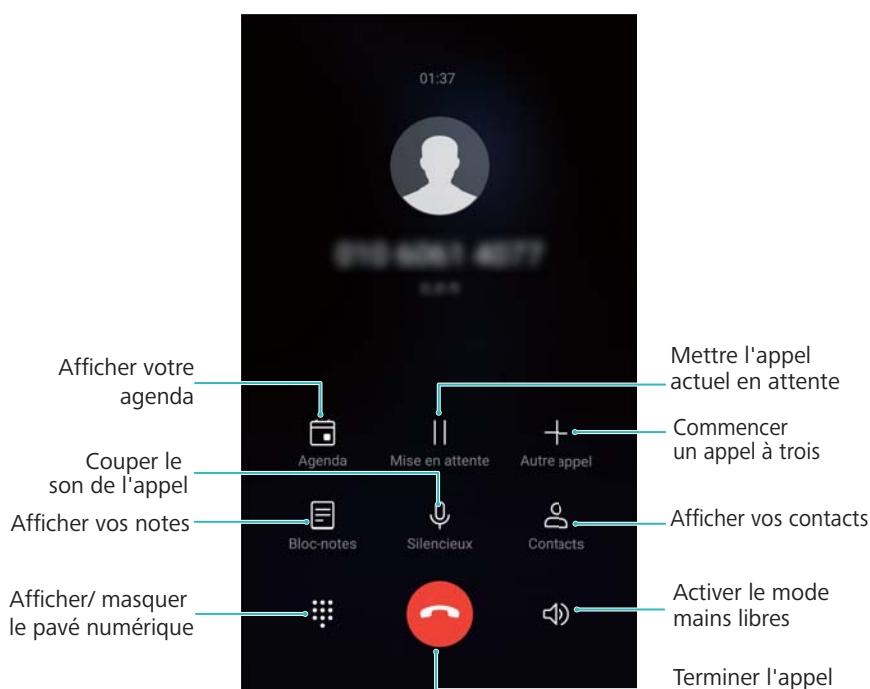 01:37
Afficher votre
agenda
Mettre l'appel
actuel en attente
Commencer
un appel à trois
Agenda
Mise en attente
Autre appel
Couper le
son de l'appel
Afficher vos notes
Afficher vos contacts
Bloc-notes
Silencieux
Contacts
Afficher/ masquer
le pavé numérique
Activer le mode
mains libres
Terminer l'appel